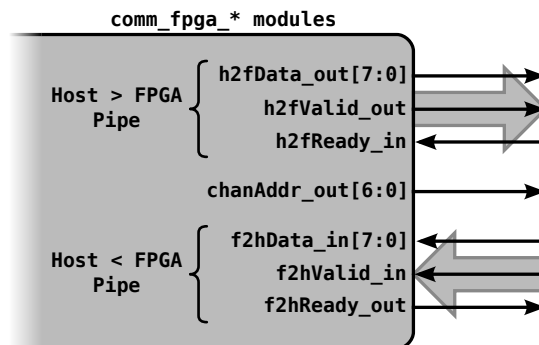 comm_fpga_* modules
Host > FPGA
Pipe
h2fData_out[7:0]
h2fValid_out
h2fReady_in
chanAddr_out[6:0]
Host < FPGA
Pipe
f2hData_in[7:0]
f2hValid_in
f2hReady_out